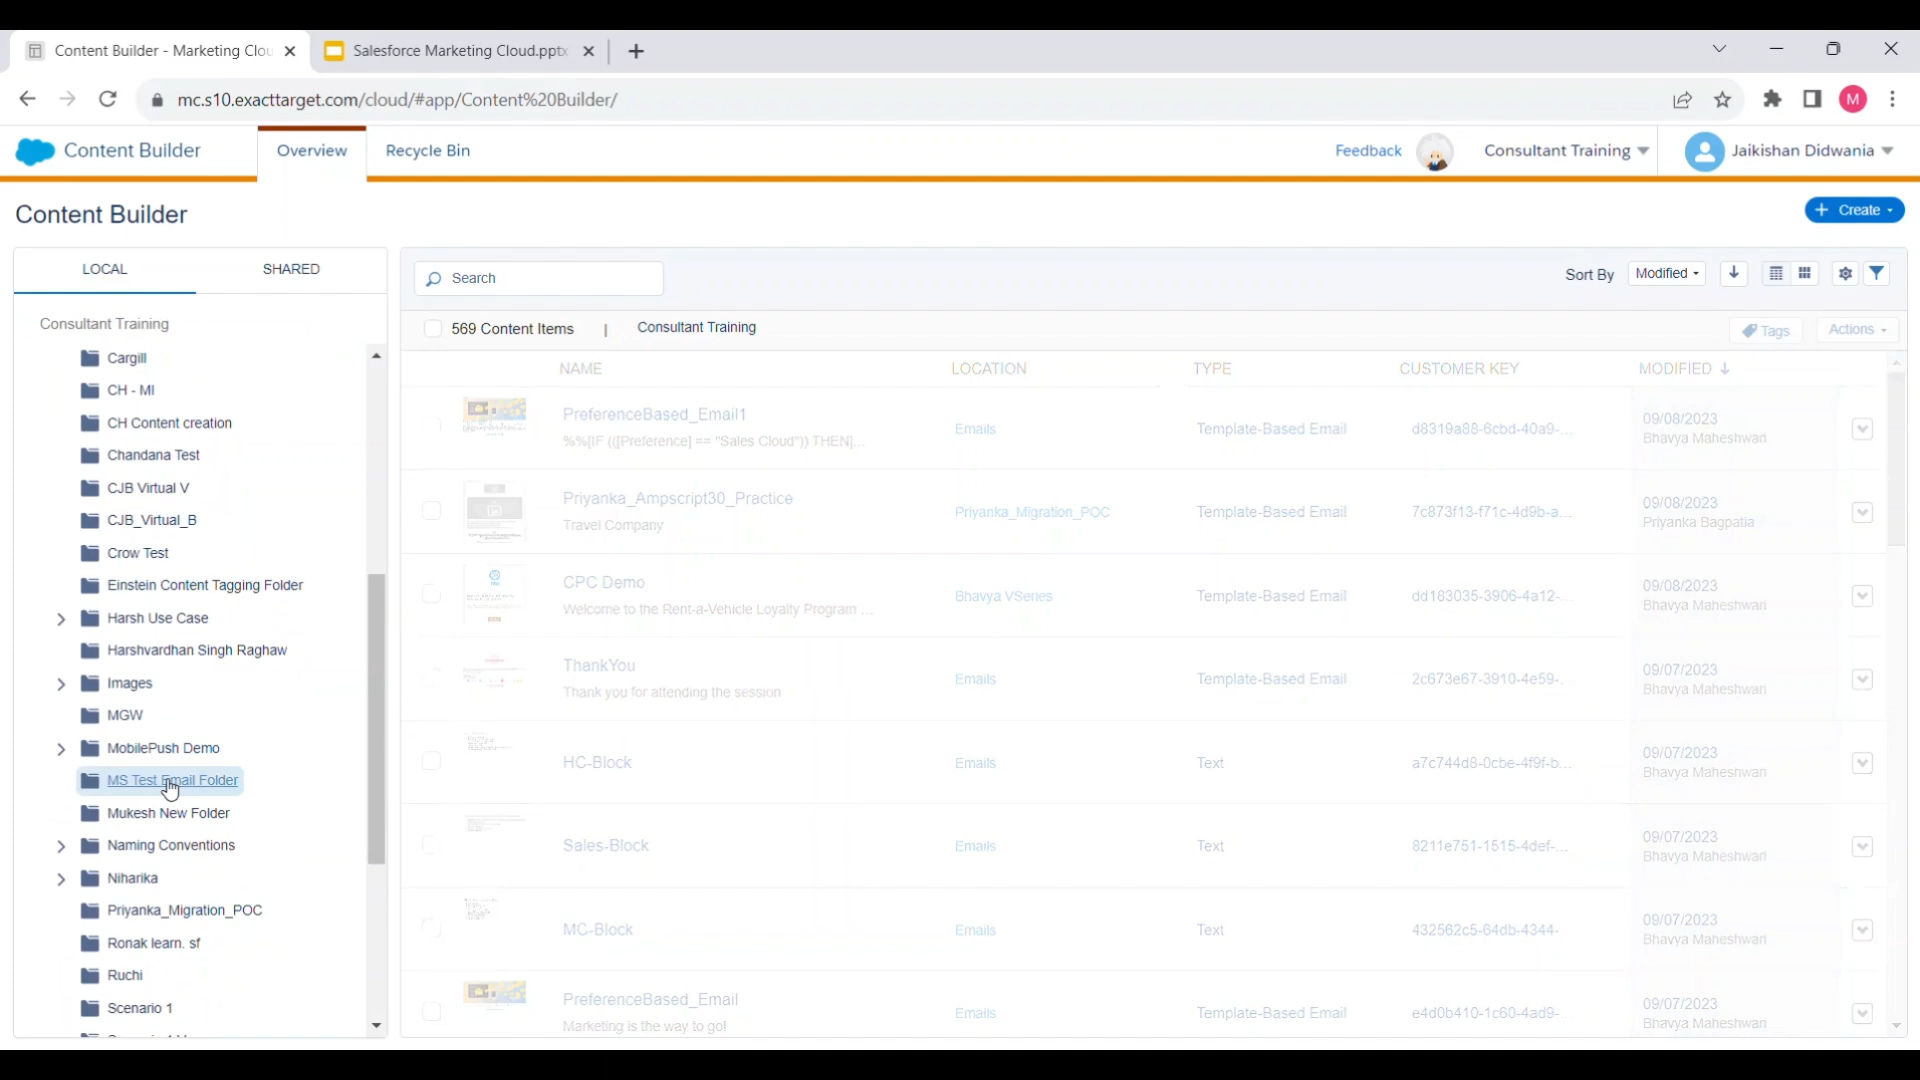 Content Builder - Marketing Clou
Salesforce Marketing Cloud.pptx
mc.s10.exacttarget.com/cloud/#app/Content%20Builder/
M
Content Builder
Overview
Recycle Bin
Feedback
Consultant Training
Jaikishan Didwania
Content Builder
+ Create
LOCAL
SHARED
Search
Sort By
Modified
Consultant Training
569 Content Items | Consultant Training
Tags
Actions
Cargill
CH - MI
CH Content creation
Chandana Test
CJB Virtual V
CJB_Virtual_B
Crow Test
Einstein Content Tagging Folder
Harsh Use Case
Harshvardhan Singh Raghaw
Images
MGW
MobilePush Demo
MS Test Email Folder
Mukesh New Folder
Naming Conventions
Niharika
Priyanka_Migration_POC
Ronak learn. sf
Ruchi
Scenario 1
NAME LOCATION TYPE CUSTOMER KEY MODIFIED
PreferenceBased_Email1
%%[IF (([Preference] == "Sales Cloud")) THEN]...
Emails
Template-Based Email
d8319a88-6cbd-40a9-...
09/08/2023
Bhavya Maheshwari
Priyanka_Ampscript30_Practice
Travel Company
Priyanka_Migration_POC
Template-Based Email
7c873f13-f71c-4d9b-a...
09/08/2023
Priyanka Bagpatia
CPC Demo
Welcome to the Rent-a-Vehicle Loyalty Program ...
Bhavya VSeries
Template-Based Email
dd183035-3906-4a12-...
09/08/2023
Bhavya Maheshwari
ThankYou
Thank you for attending the session
Emails
Template-Based Email
2c673e67-3910-4e59-...
09/07/2023
Bhavya Maheshwari
HC-Block
Emails
Text
a7c744d8-0cbe-4f9f-b...
09/07/2023
Bhavya Maheshwari
Sales-Block
Emails
Text
8211e751-1515-4def-...
09/07/2023
Bhavya Maheshwari
MC-Block
Emails
Text
432562c5-64db-4344-
09/07/2023
Bhavya Maheshwari
PreferenceBased_Email
Marketing is the way to go!
Emails
Template-Based Email
e4d0b410-1c60-4ad9-
09/07/2023
Bhavya Maheshwari